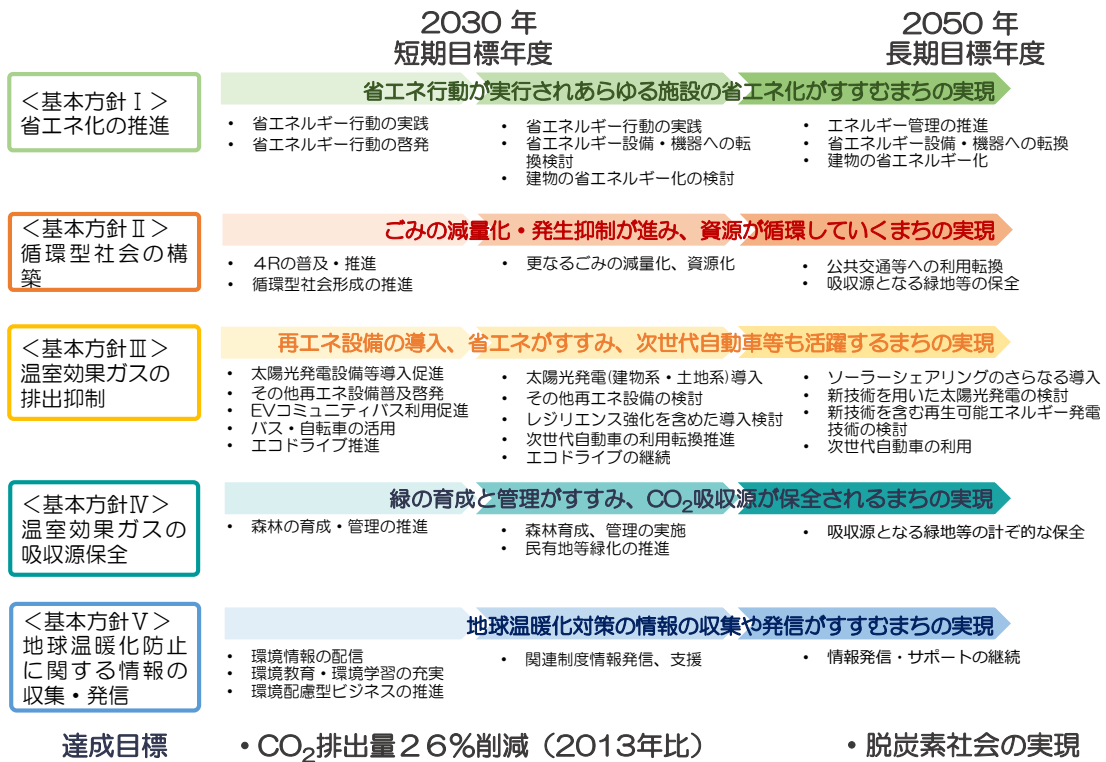 2030 年
短期目標年度
2050 年
長期目標年度
＜基本方針Ⅰ＞
省エネ化の推進
省エネ行動が実行されあらゆる施設の省エネ化がすすむまちの実現
• 省エネルギー行動の実践
• 省エネルギー行動の啓発
• 省エネルギー行動の実践
• 省エネルギー設備・機器への転
換検討
• 建物の省エネルギー化の検討
• エネルギー管理の推進
• 省エネルギー設備・機器への転換
• 建物の省エネルギー化
＜基本方針Ⅱ＞
循環型社会の構
築
ごみの減量化・発生抑制が進み、資源が循環していくまちの実現
• ４Rの普及・推進
• 循環型社会形成の推進
• 更なるごみの減量化、資源化
• 公共交通等への利用転換
• 吸収源となる緑地等の保全
＜基本方針Ⅲ＞
温室効果ガスの
排出抑制
再エネ設備の導入、省エネがすすみ、次世代自動車等も活躍するまちの実現
• 太陽光発電設備等導入促進
• その他再エネ設備普及啓発
• EVコミュニティバス利用促進
• バス・自転車の活用
• エコドライブ推進
• 太陽光発電(建物系・土地系)導入
• その他再エネ設備の検討
• レジリエンス強化を含めた導入検討
• 次世代自動車の利用転換推進
• エコドライブの継続
• ソーラーシェアリングのさらなる導入
• 新技術を用いた太陽光発電の検討
• 新技術を含む再生可能エネルギー発電
技術の検討
• 次世代自動車の利用
＜基本方針Ⅳ＞
温室効果ガスの
吸収源保全
緑の育成と管理がすすみ、CO₂吸収源が保全されるまちの実現
• 森林の育成・管理の推進
• 森林育成、管理の実施
• 民有地等緑化の推進
• 吸収源となる緑地等の計ぞ的な保全
＜基本方針Ⅴ＞
地球温暖化防止
に関する情報の
収集・発信
地球温暖化対策の情報の収集や発信がすすむまちの実現
• 環境情報の配信
• 環境教育・環境学習の充実
• 環境配慮型ビジネスの推進
• 関連制度情報発信、支援
• 情報発信・サポートの継続
達成目標
・CO₂排出量２６%削減（2013年比）
・脱炭素社会の実現